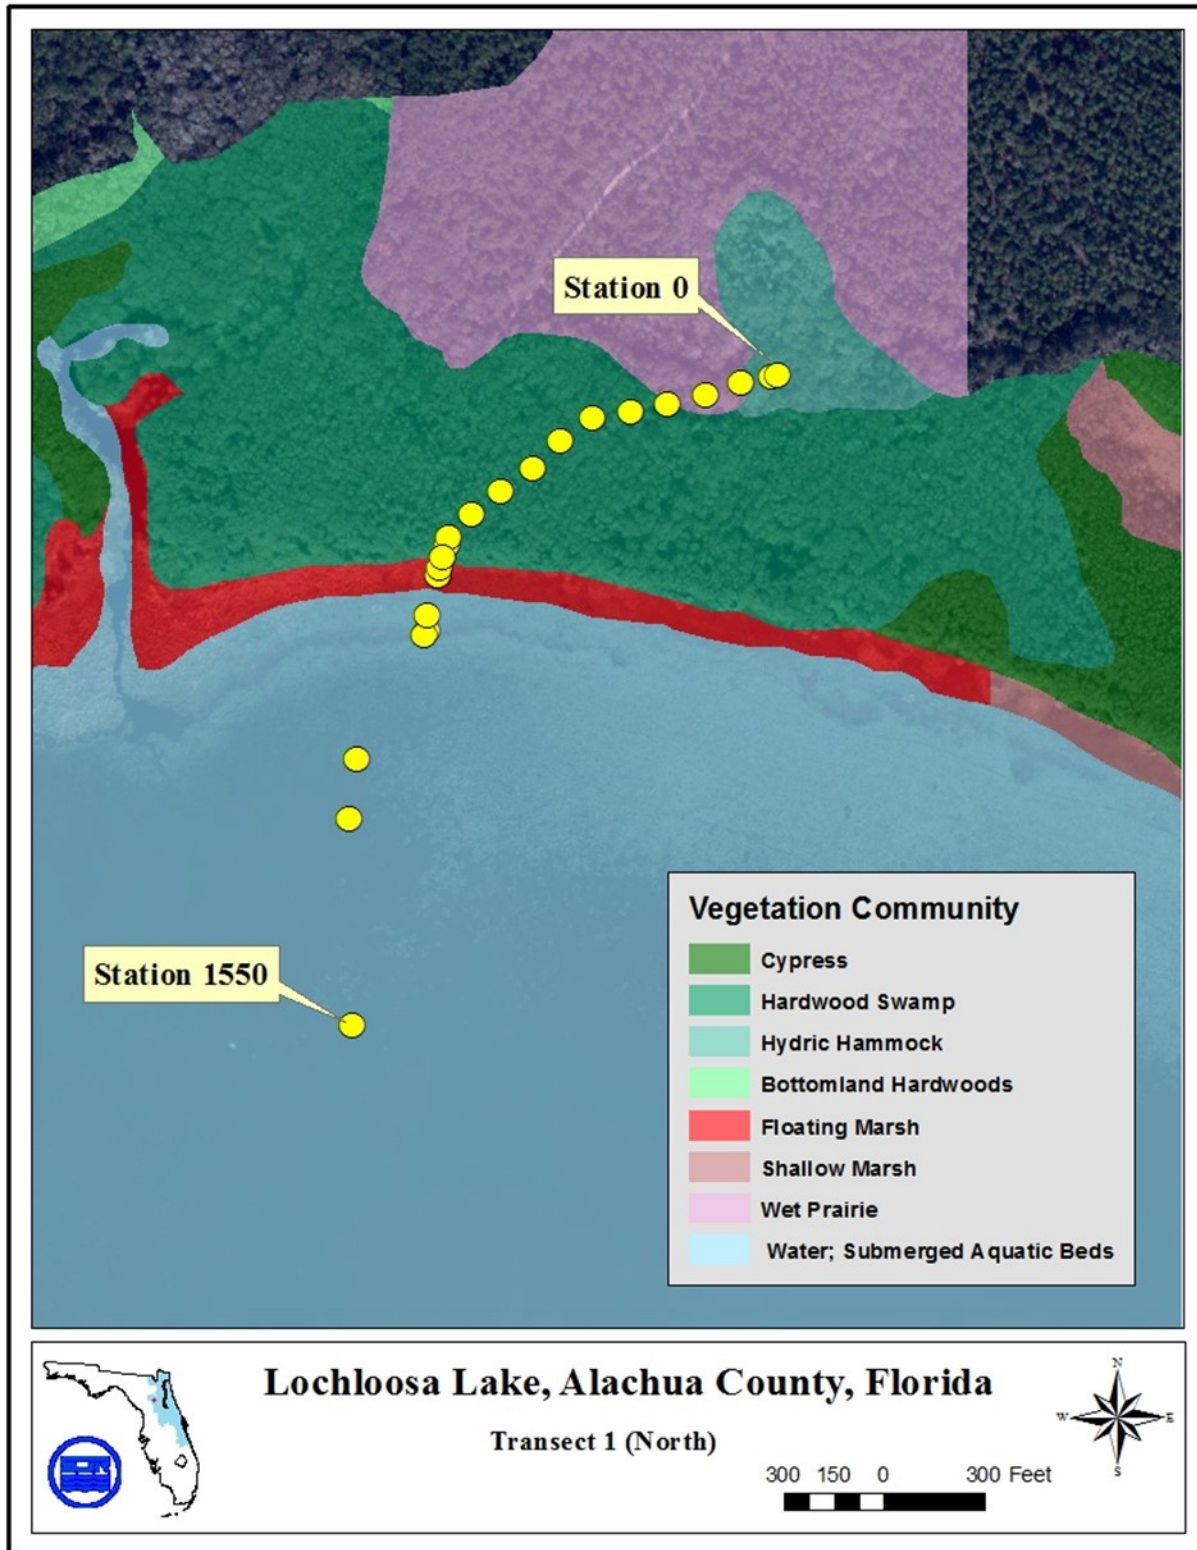 Station 0
Station 1550
Vegetation Community
Cypress
Hardwood Swamp
Hydric Hammock
Bottomland Hardwoods
Floating Marsh
Shallow Marsh
Wet Prairie
Water; Submerged Aquatic Beds
Lochloosa Lake, Alachua County, Florida
Transect 1 (North)
N
W E
S
300 150 0 300 Feet